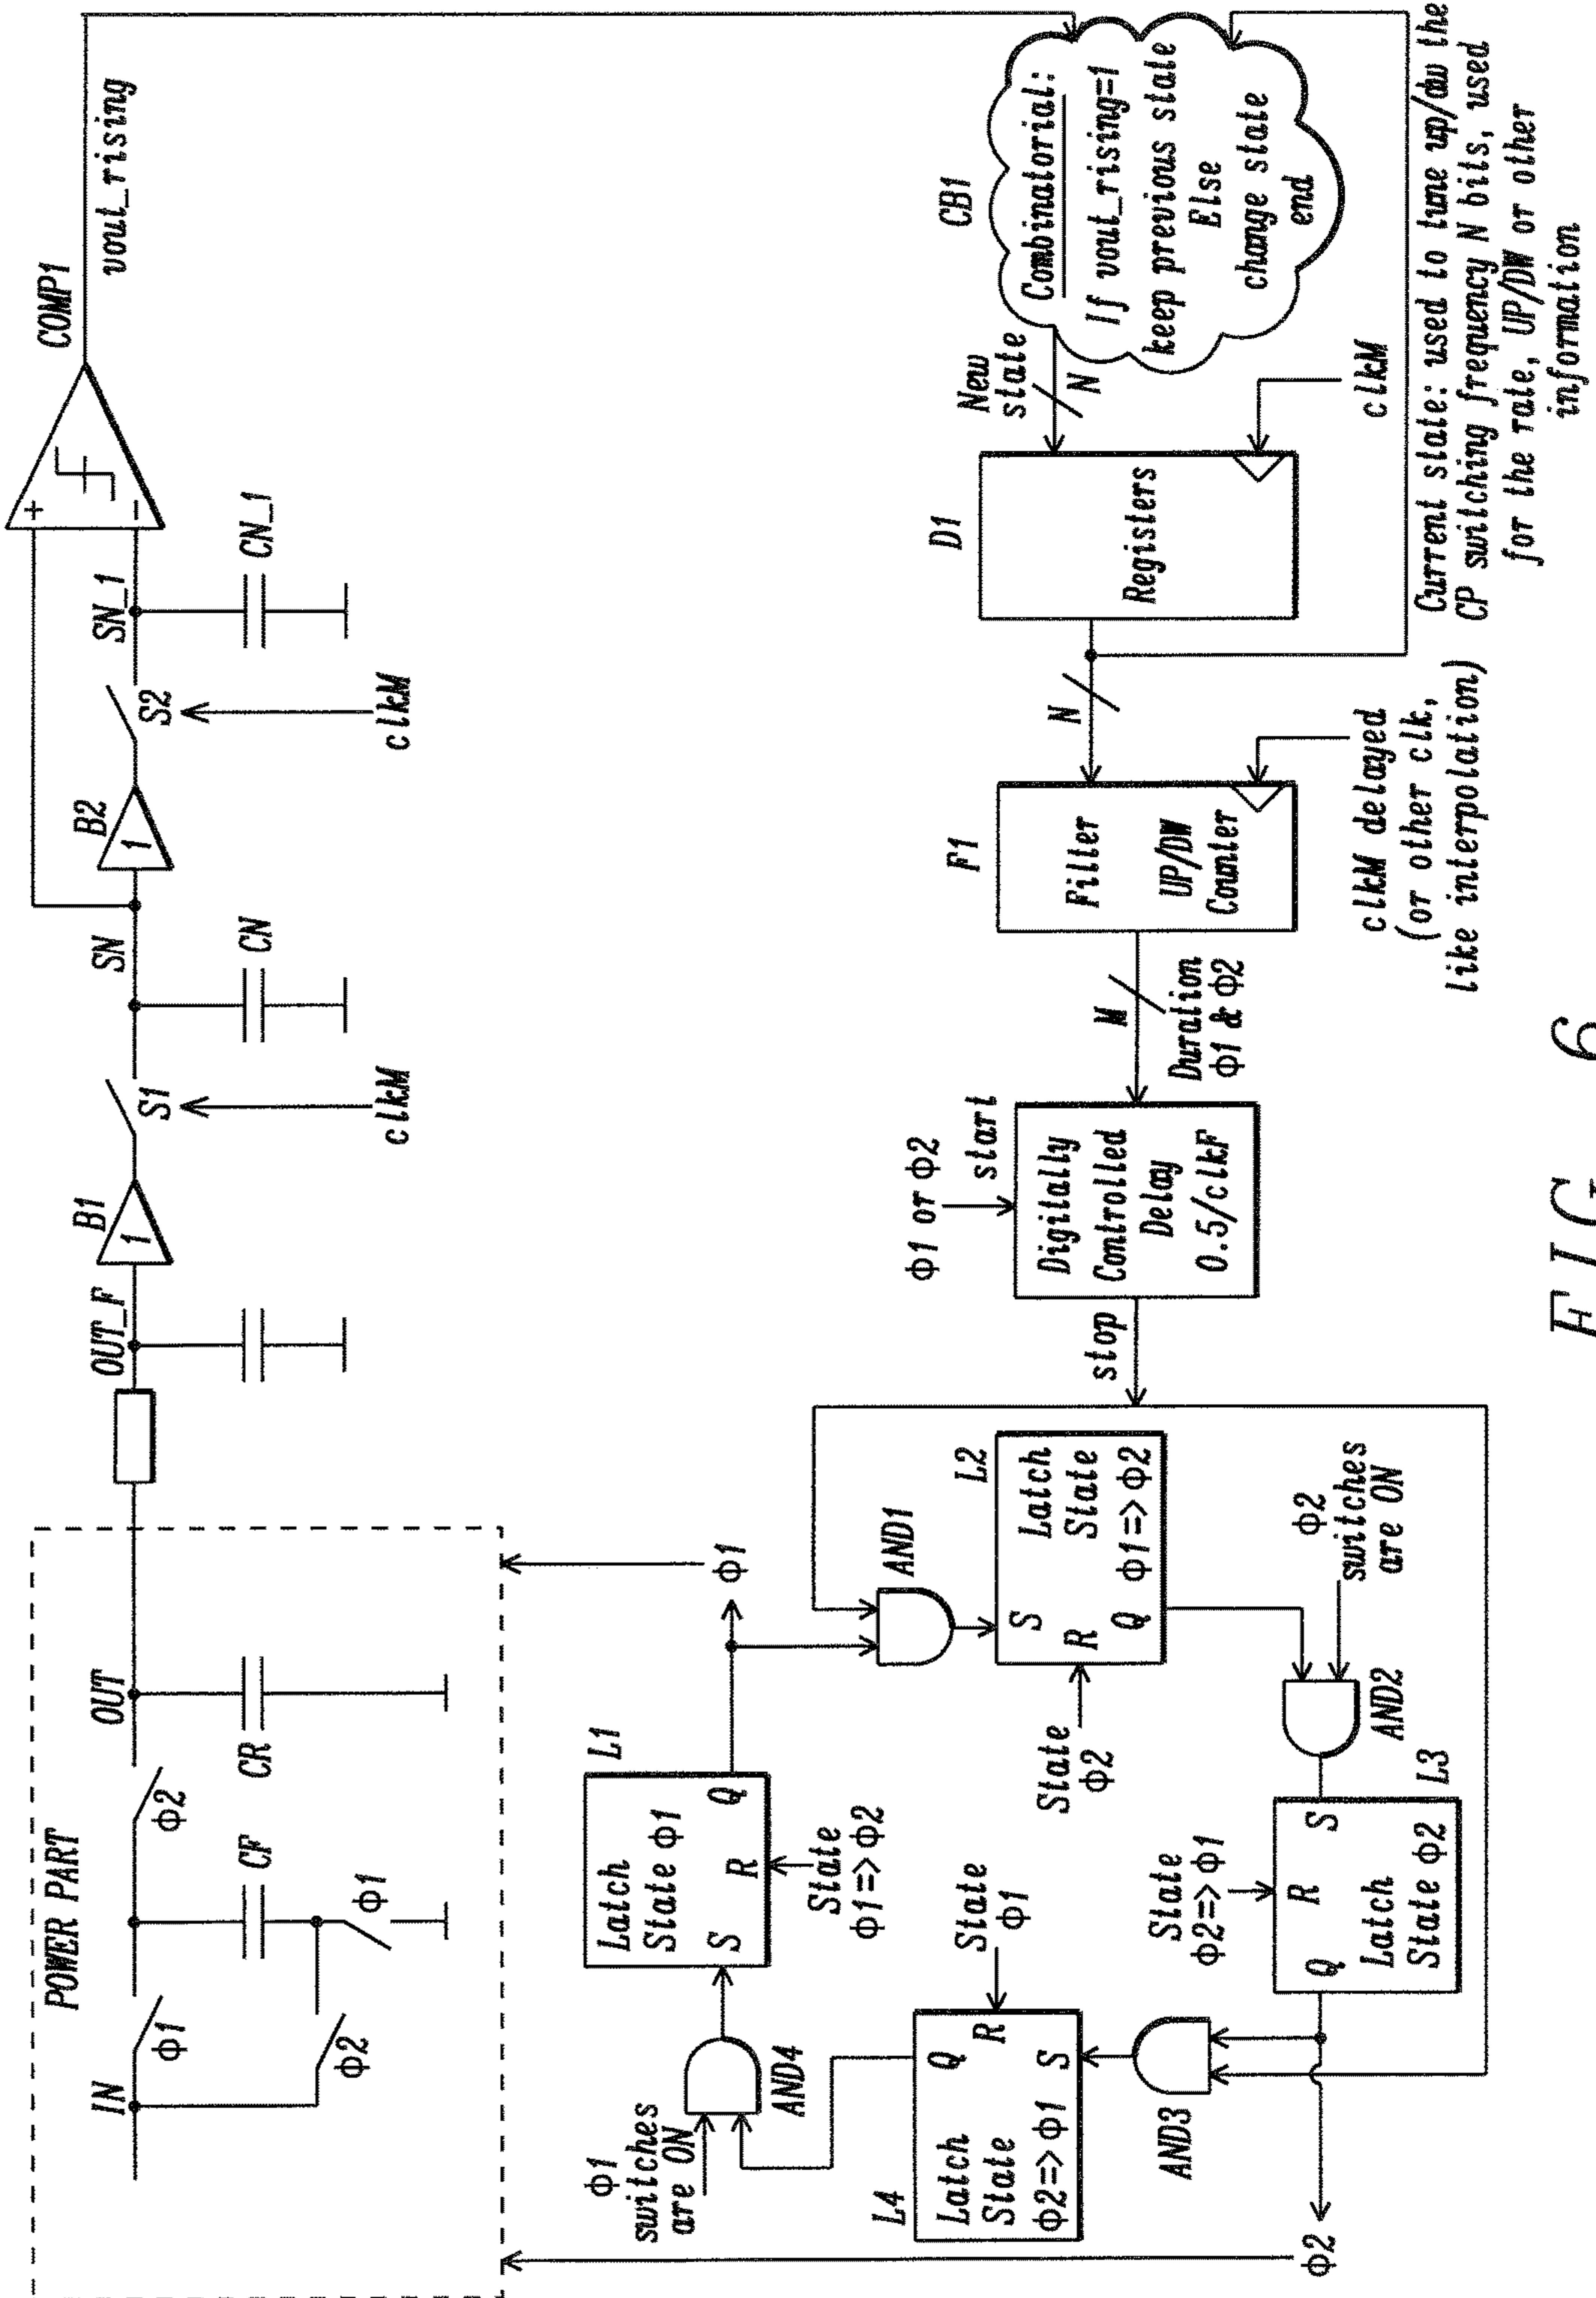 POWER PART
IN
Φ1
Φ2
CF
Φ1
Φ2
CR
OUT
OUT_F
B1
1
S1
clkM
SN
CN
B2
1
S2
clkM
SN_1
CN_1
+
-
COMP1
vout_rising
Φ1
switches
are ON
AND4
L1
Latch
State Φ1
S
R
Q
State
Φ1=>Φ2
Φ1
AND1
L2
Latch
State
Φ1=>Φ2
S
R
Q
State
Φ2
Φ2
switches
are ON
AND2
L3
Latch
State Φ2
S
R
Q
State
Φ2=>Φ1
AND3
L4
Latch
State
Φ2=>Φ1
Q
R
S
State
Φ1
Φ2
stop
Φ1 or Φ2
start
Digitally
Controlled
Delay
0.5/clkF
M
Duration
Φ1 & Φ2
F1
Filter
UP/DW
Counter
clkM delayed
(or other clk,
like interpolation)
N
D1
Registers
clkM
New
state
N
CB1
Combinatorial:
If vout_rising=1
keep previous state
Else
change state
end
Current state: used to tune up/dw the
CP switching frequency N bits, used
for the rate, UP/DW or other
information
FIG. 6